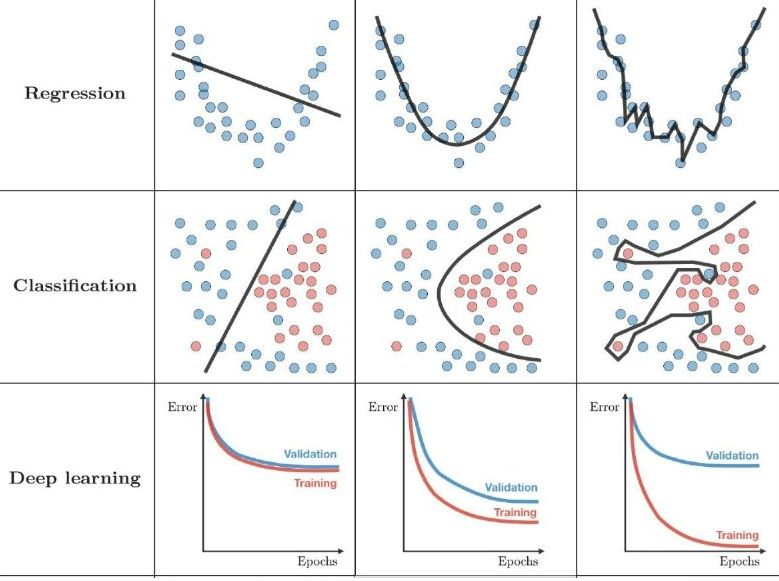 Regression
Classification
Deep learning
Error
Validation
Training
Epochs
Error
Validation
Training
Epochs
Error
Validation
Training
Epochs